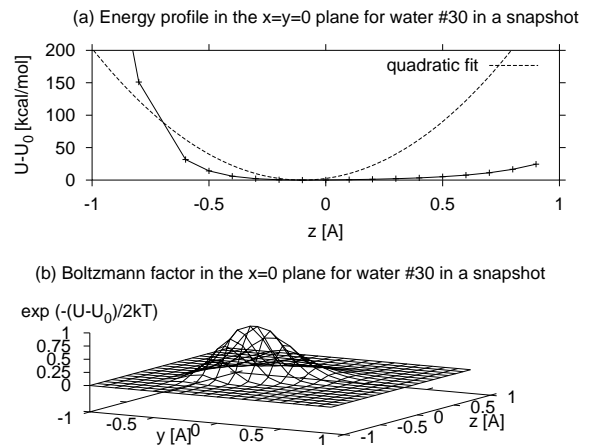 (a) Energy profile in the x=y=0 plane for water #30 in a snapshot
200
150
100
50
0
U-U0 [kcal/mol]
quadratic fit
-1 -0.5 0 0.5 1
z [A]
(b) Boltzmann factor in the x=0 plane for water #30 in a snapshot
exp (-(U-U0)/2kT)
1
0.75
0.5
0.25
0
-1 -0.5 0 0.5 1
y [A]
-1 -0.5 0 0.5 1
z [A]